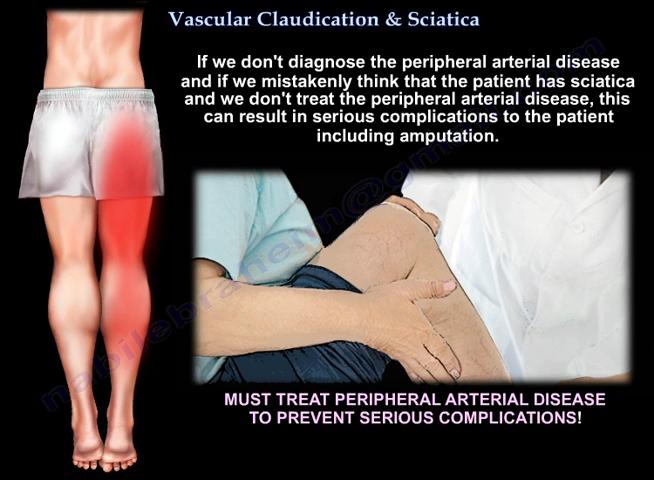 Vascular Claudication & Sciatica
If we don't diagnose the peripheral arterial disease
and if we mistakenly think that the patient has sciatica
and we don't treat the peripheral arterial disease, this
can result in serious complications to the patient
including amputation.
MUST TREAT PERIPHERAL ARTERIAL DISEASE
TO PREVENT SERIOUS COMPLICATIONS!